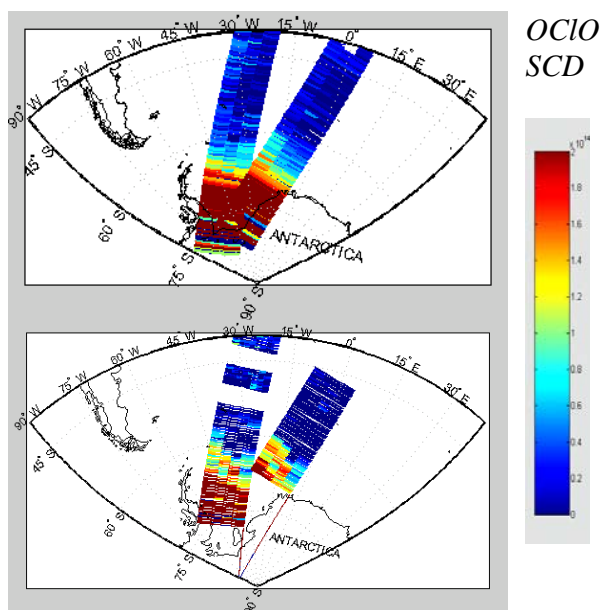 OClO
SCD
90° W
75° W
60° W
45° W
30° W
15° W
0°
15° E
30° E
45° S
60° S
75° S
90° S
ANTARCTICA
x 10^14
2
1.8
1.6
1.4
1.2
1
0.8
0.6
0.4
0.2
0
90° W
75° W
60° W
45° W
30° W
15° W
0°
15° E
30° E
45° S
60° S
75° S
90° S
ANTARCTICA